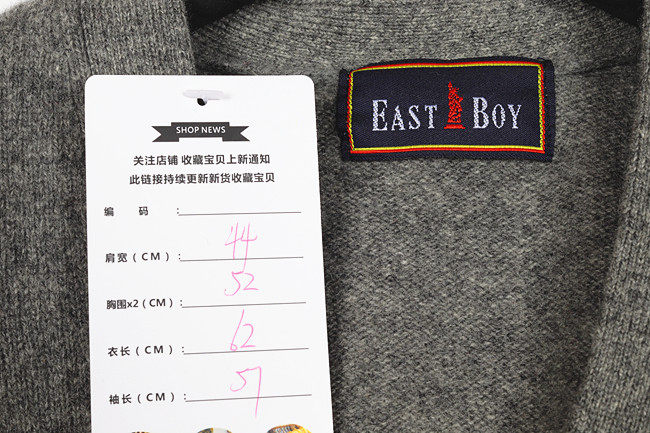 EAST BOY
SHOP NEWS
关注店铺 收藏宝贝上新通知
此链接持续更新新货收藏宝贝
编 码 :
肩宽(CM): 44
胸围x2(CM): 52
衣长(CM): 62
袖长(CM): 57